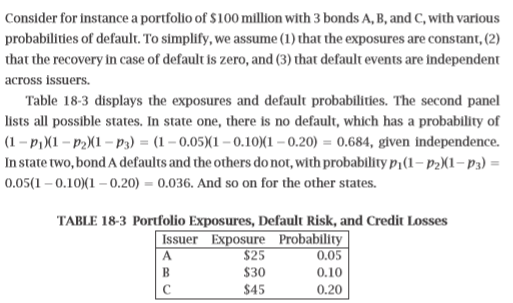 Consider for instance a portfolio of $100 million with 3 bonds A, B, and C, with various
probabilities of default. To simplify, we assume (1) that the exposures are constant, (2)
that the recovery in case of default is zero, and (3) that default events are independent
across issuers.
Table 18-3 displays the exposures and default probabilities. The second panel
lists all possible states. In state one, there is no default, which has a probability of
(1 − p₁)(1 − p₂)(1 − p₃) = (1 − 0.05)(1 − 0.10)(1 − 0.20) = 0.684, given independence.
In state two, bond A defaults and the others do not, with probability p₁(1 − p₂)(1 − p₃) =
0.05(1 − 0.10)(1 − 0.20) = 0.036. And so on for the other states.
TABLE 18-3 Portfolio Exposures, Default Risk, and Credit Losses
Issuer Exposure Probability
A $25 0.05
B $30 0.10
C $45 0.20